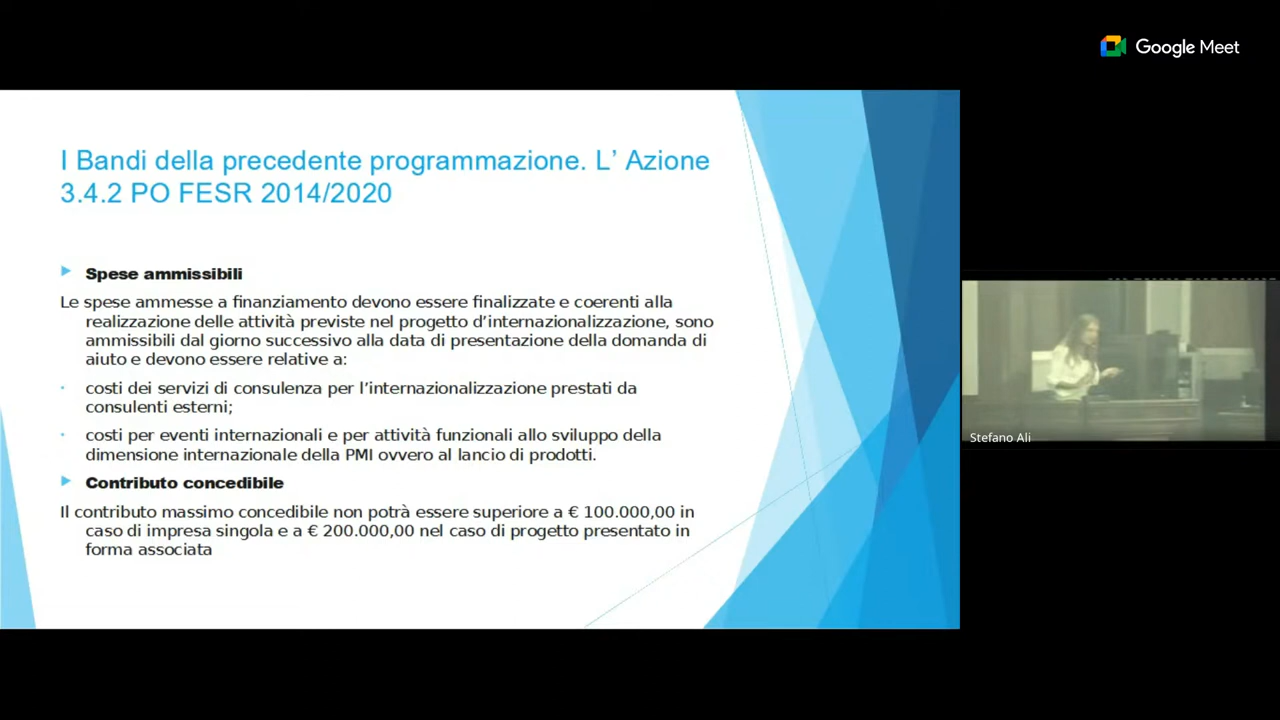 Google Meet
I Bandi della precedente programmazione. L’ Azione
3.4.2 PO FESR 2014/2020
Spese ammissibili
Le spese ammesse a finanziamento devono essere finalizzate e coerenti alla
realizzazione delle attività previste nel progetto d’internazionalizzazione, sono
ammissibili dal giorno successivo alla data di presentazione della domanda di
aiuto e devono essere relative a:
costi dei servizi di consulenza per l’internazionalizzazione prestati da
consulenti esterni;
costi per eventi internazionali e per attività funzionali allo sviluppo della
dimensione internazionale della PMI ovvero al lancio di prodotti.
Contributo concedibile
Il contributo massimo concedibile non potrà essere superiore a € 100.000,00 in
caso di impresa singola e a € 200.000,00 nel caso di progetto presentato in
forma associata
Stefano Ali